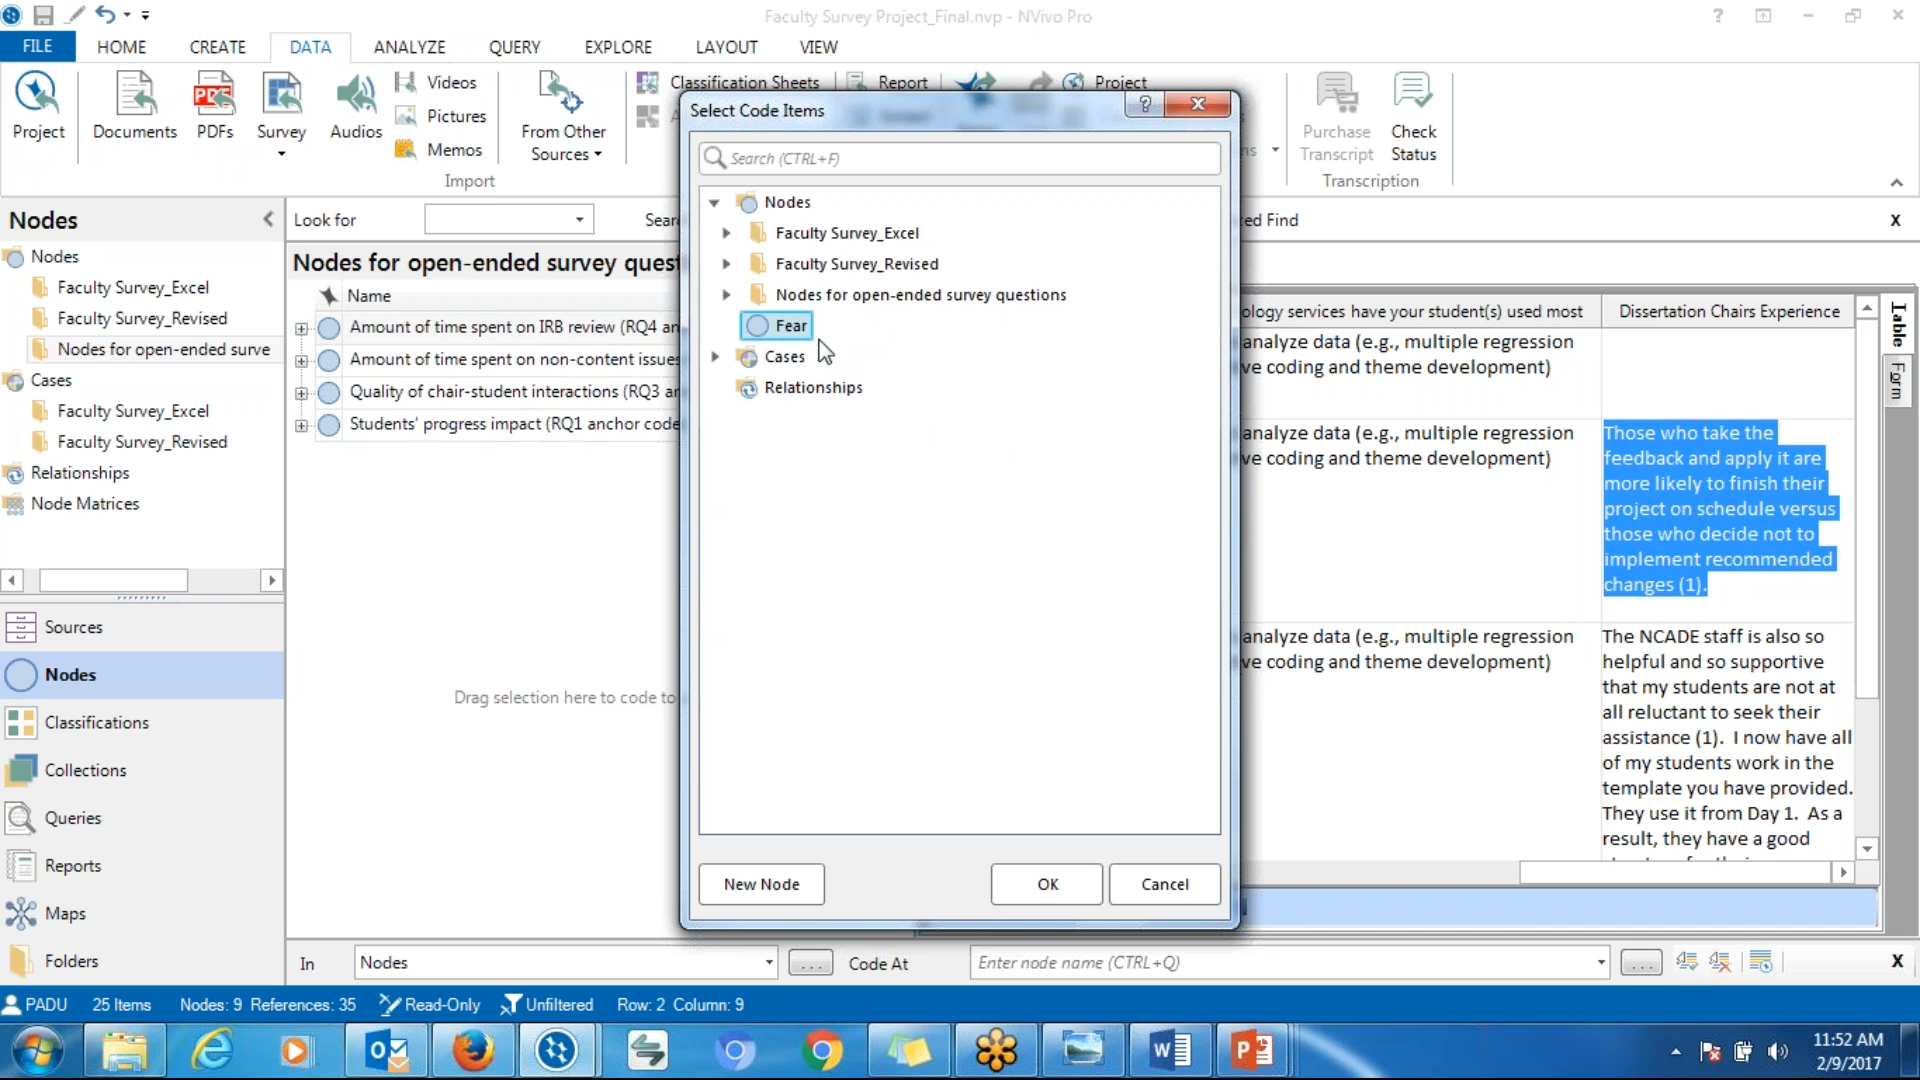 Faculty Survey Project_Final.nvp - NVivo Pro
FILE HOME CREATE DATA ANALYZE QUERY EXPLORE LAYOUT VIEW
Project
Documents
PDFs
Survey
Audios
Videos
Pictures
Memos
From Other
Sources
Import
Classification Sheets
Report
Project
Purchase
Transcript
Check
Status
Transcription
Nodes
Nodes
Faculty Survey_Excel
Faculty Survey_Revised
Nodes for open-ended surve
Cases
Faculty Survey_Excel
Faculty Survey_Revised
Relationships
Node Matrices
Sources
Nodes
Classifications
Collections
Queries
Reports
Maps
Folders
Look for
Sear
ed Find
X
Nodes for open-ended survey quest
Name
Amount of time spent on IRB review (RQ4 an
Amount of time spent on non-content issues
Quality of chair-student interactions (RQ3 an
Students' progress impact (RQ1 anchor code
Drag selection here to code to
Select Code Items
Search (CTRL+F)
Nodes
Faculty Survey_Excel
Faculty Survey_Revised
Nodes for open-ended survey questions
Fear
Cases
Relationships
New Node
OK
Cancel
ology services have your student(s) used most
Dissertation Chairs Experience
analyze data (e.g., multiple regression
ve coding and theme development)
analyze data (e.g., multiple regression
ve coding and theme development)
Those who take the
feedback and apply it are
more likely to finish their
project on schedule versus
those who decide not to
implement recommended
changes (1).
analyze data (e.g., multiple regression
ve coding and theme development)
The NCADE staff is also so
helpful and so supportive
that my students are not at
all reluctant to seek their
assistance (1).  I now have all
of my students work in the
template you have provided.
They use it from Day 1.  As a
result, they have a good
Table
Form
In
Nodes
...
Code At
Enter node name (CTRL+Q)
...
X
PADU 25 Items Nodes: 9 References: 35 Read-Only Unfiltered Row: 2 Column: 9
11:52 AM
2/9/2017